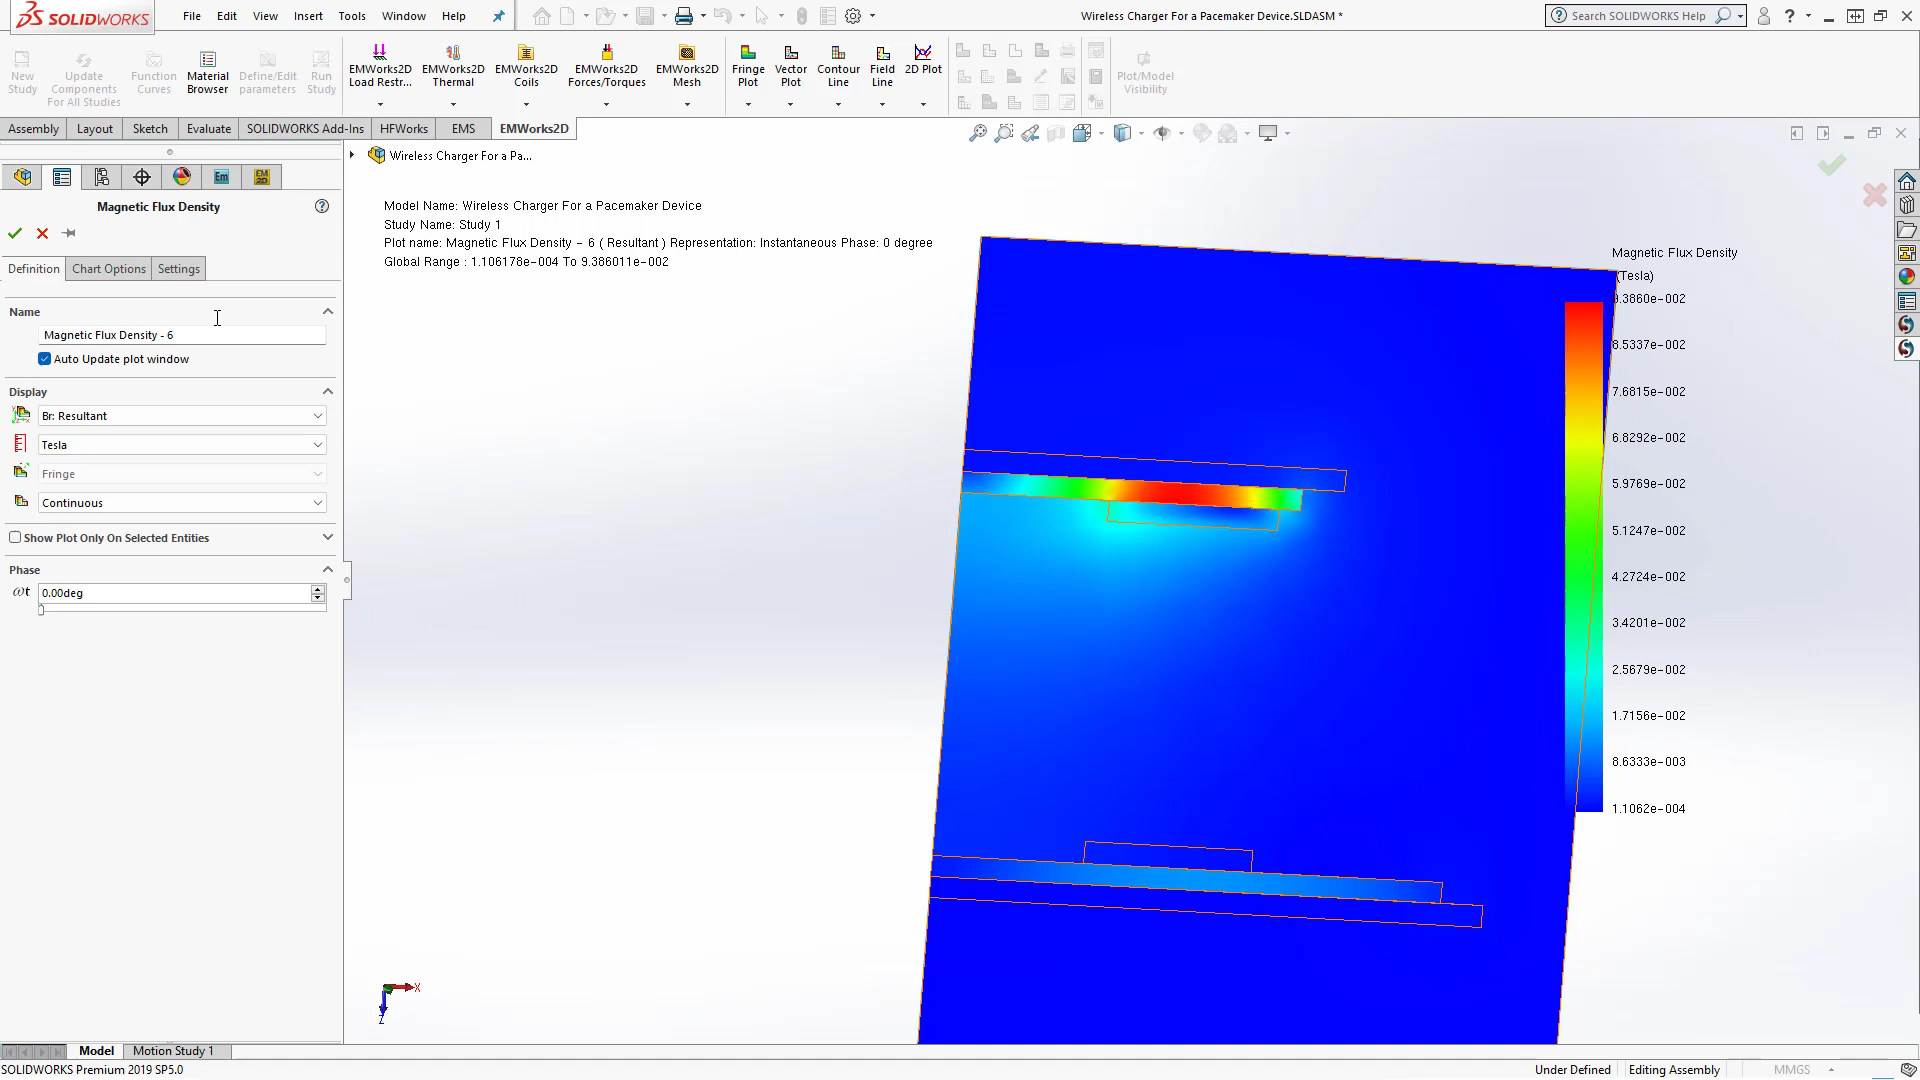 SOLIDWORKS File Edit View Insert Tools Window Help
Wireless Charger For a Pacemaker Device.SLDASM *
Search SOLIDWORKS Help
New Study
Update Components For All Studies
Function Curves
Material Browser
Define/Edit parameters
Run Study
EMWorks2D Load Restr...
EMWorks2D Thermal
EMWorks2D Coils
EMWorks2D Forces/Torques
EMWorks2D Mesh
Fringe Plot
Vector Plot
Contour Line
Field Line
2D Plot
Plot/Model Visibility
Assembly Layout Sketch Evaluate SOLIDWORKS Add-Ins HFWorks EMS EMWorks2D
Wireless Charger For a Pa...
Magnetic Flux Density
Definition Chart Options Settings
Name
Magnetic Flux Density - 6
Auto Update plot window
Display
Br: Resultant
Tesla
Fringe
Continuous
Show Plot Only On Selected Entities
Phase
ωt 0.00deg
Model Name: Wireless Charger For a Pacemaker Device
Study Name: Study 1
Plot name: Magnetic Flux Density - 6 ( Resultant ) Representation: Instantaneous Phase: 0 degree
Global Range : 1.106178e-004 To 9.386011e-002
Magnetic Flux Density
(Tesla)
9.3860e-002
8.5337e-002
7.6815e-002
6.8292e-002
5.9769e-002
5.1247e-002
4.2724e-002
3.4201e-002
2.5679e-002
1.7156e-002
8.6333e-003
1.1062e-004
X
Z
Model Motion Study 1
SOLIDWORKS Premium 2019 SP5.0
Under Defined Editing Assembly MMGS